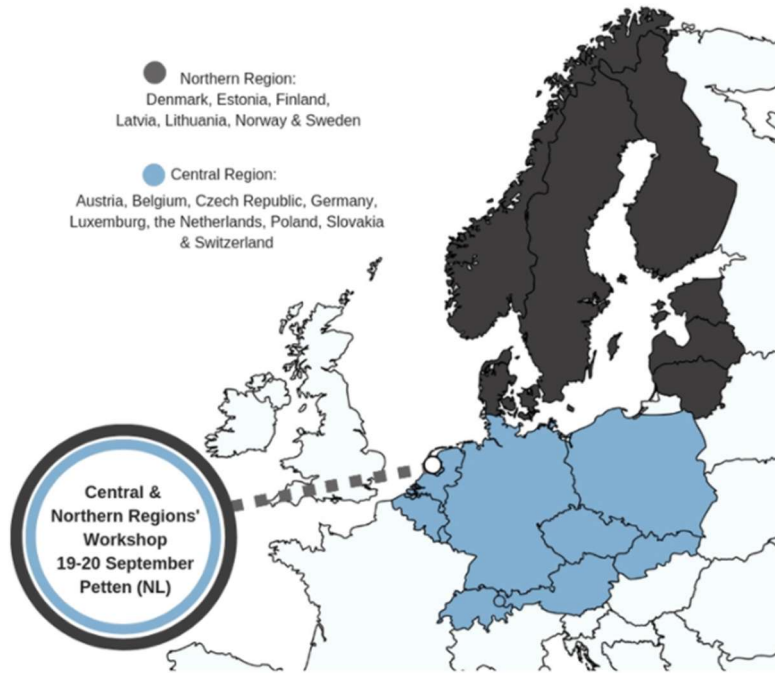 Northern Region:
Denmark, Estonia, Finland,
Latvia, Lithuania, Norway & Sweden
Central Region:
Austria, Belgium, Czech Republic, Germany,
Luxemburg, the Netherlands, Poland, Slovakia
& Switzerland
Central &
Northern Regions'
Workshop
19-20 September
Petten (NL)